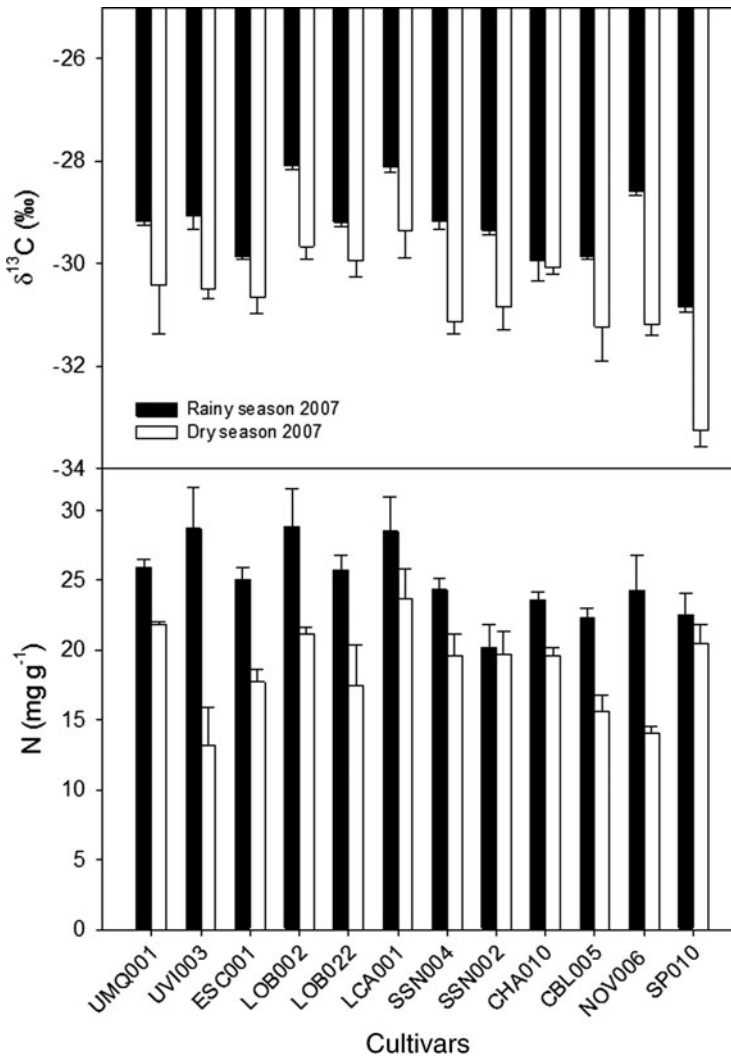 -26
-28
-30
-32
-34
δ¹³C (‰)
Rainy season 2007
Dry season 2007
30
25
20
15
10
5
0
N (mg g⁻¹)
UMQ001
UVI003
ESC001
LOB002
LOB022
LCA001
SSN004
SSN002
CHA010
CBL005
NOV006
SP010
Cultivars